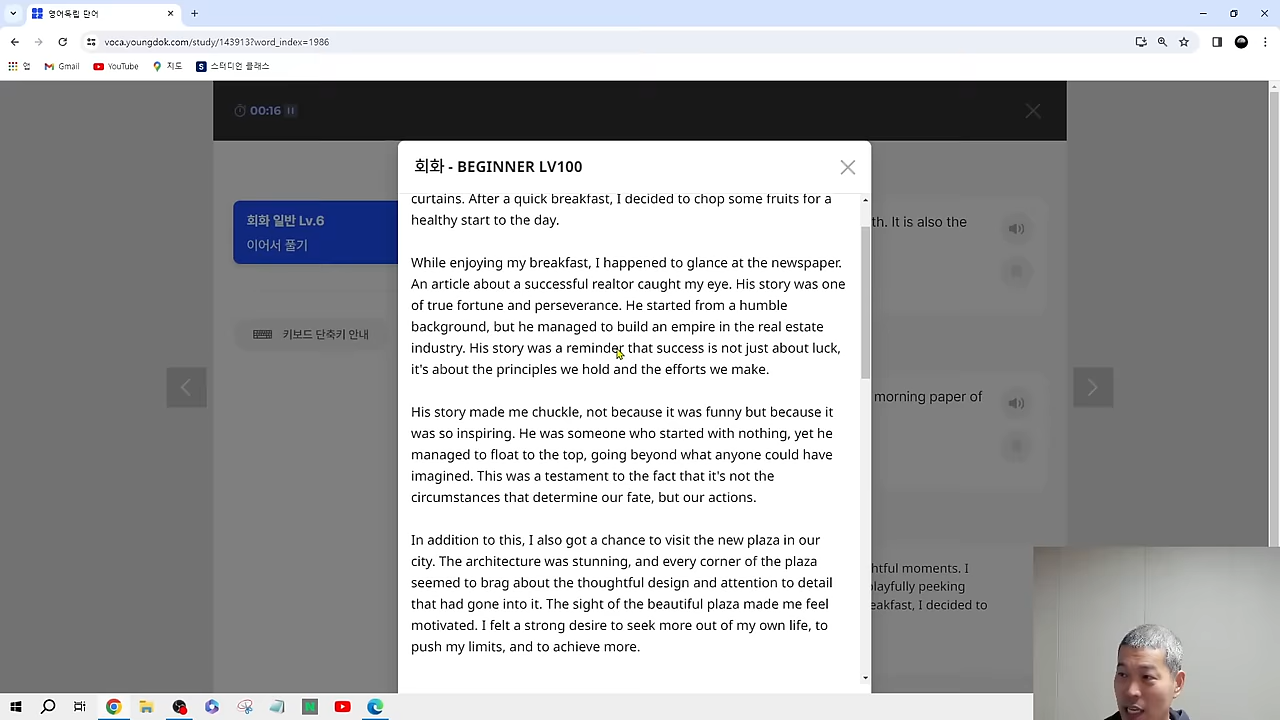 영어독립 단어
voca.youngdok.com/study/143913?word_index=1986
앱
Gmail
YouTube
지도
스터디언 클래스
00:16
회화 - BEGINNER LV100
회화 일반 Lv.6
이어서 풀기
키보드 단축키 안내
curtains. After a quick breakfast, I decided to chop some fruits for a
healthy start to the day.
While enjoying my breakfast, I happened to glance at the newspaper.
An article about a successful realtor caught my eye. His story was one
of true fortune and perseverance. He started from a humble
background, but he managed to build an empire in the real estate
industry. His story was a reminder that success is not just about luck,
it's about the principles we hold and the efforts we make.
His story made me chuckle, not because it was funny but because it
was so inspiring. He was someone who started with nothing, yet he
managed to float to the top, going beyond what anyone could have
imagined. This was a testament to the fact that it's not the
circumstances that determine our fate, but our actions.
In addition to this, I also got a chance to visit the new plaza in our
city. The architecture was stunning, and every corner of the plaza
seemed to brag about the thoughtful design and attention to detail
that had gone into it. The sight of the beautiful plaza made me feel
motivated. I felt a strong desire to seek more out of my own life, to
push my limits, and to achieve more.
th. It is also the
morning paper of
htful moments. I
playfully peeking
eakfast, I decided to